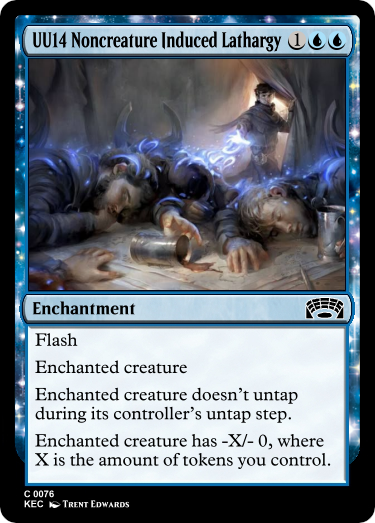 UU14 Noncreature Induced Lathargy 1
Enchantment
Flash
Enchanted creature
Enchanted creature doesn't untap
during its controller's untap step.
Enchanted creature has -X/- 0, where
X is the amount of tokens you control.
C 0076
KEC TRENT EDWARDS